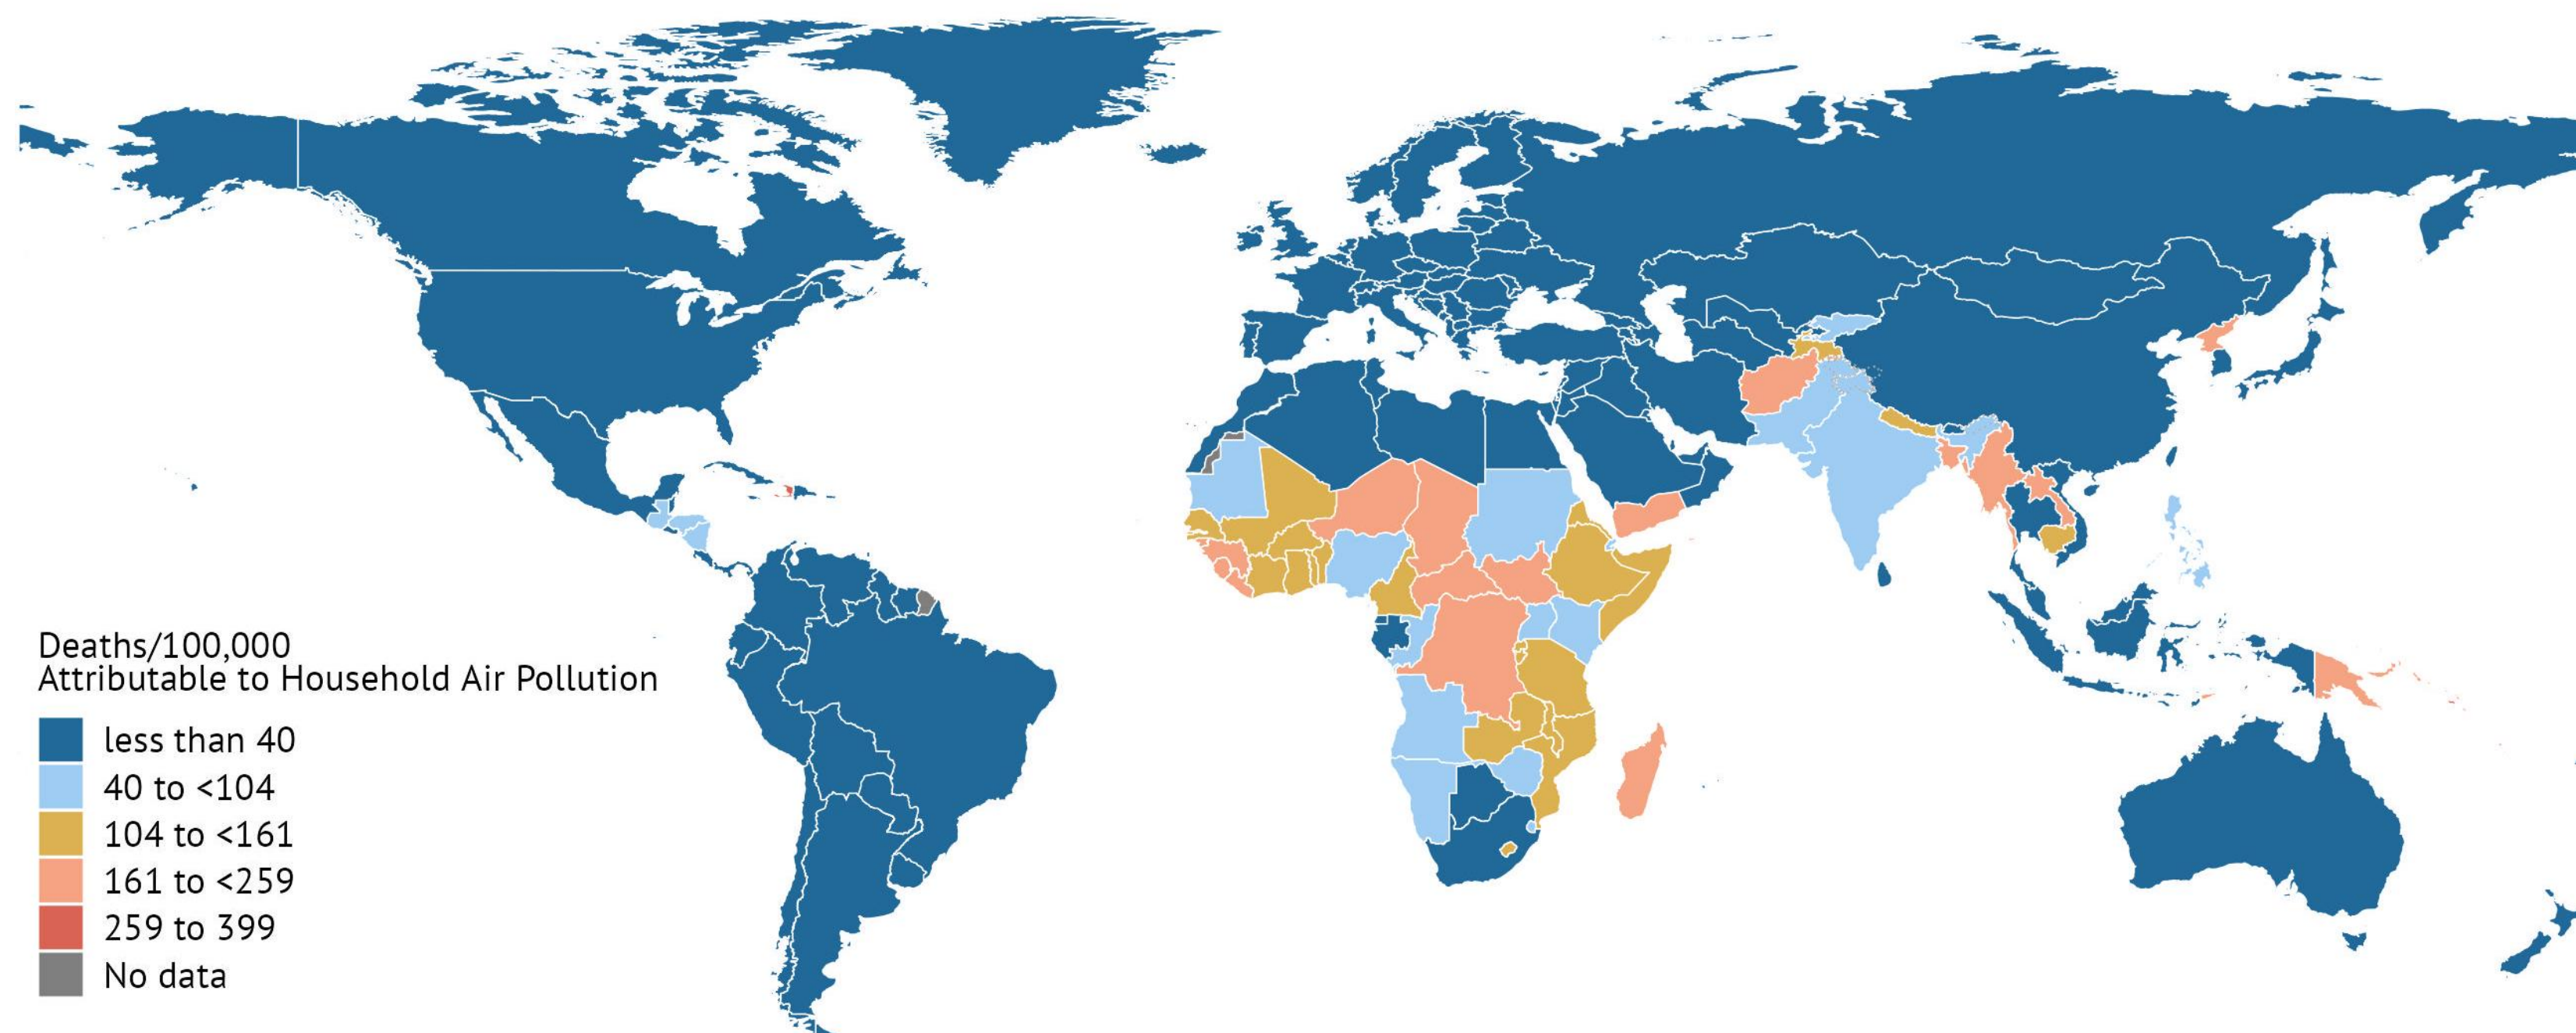 Deaths/100,000
Attributable to Household Air Pollution
less than 40
40 to <104
104 to <161
161 to <259
259 to 399
No data